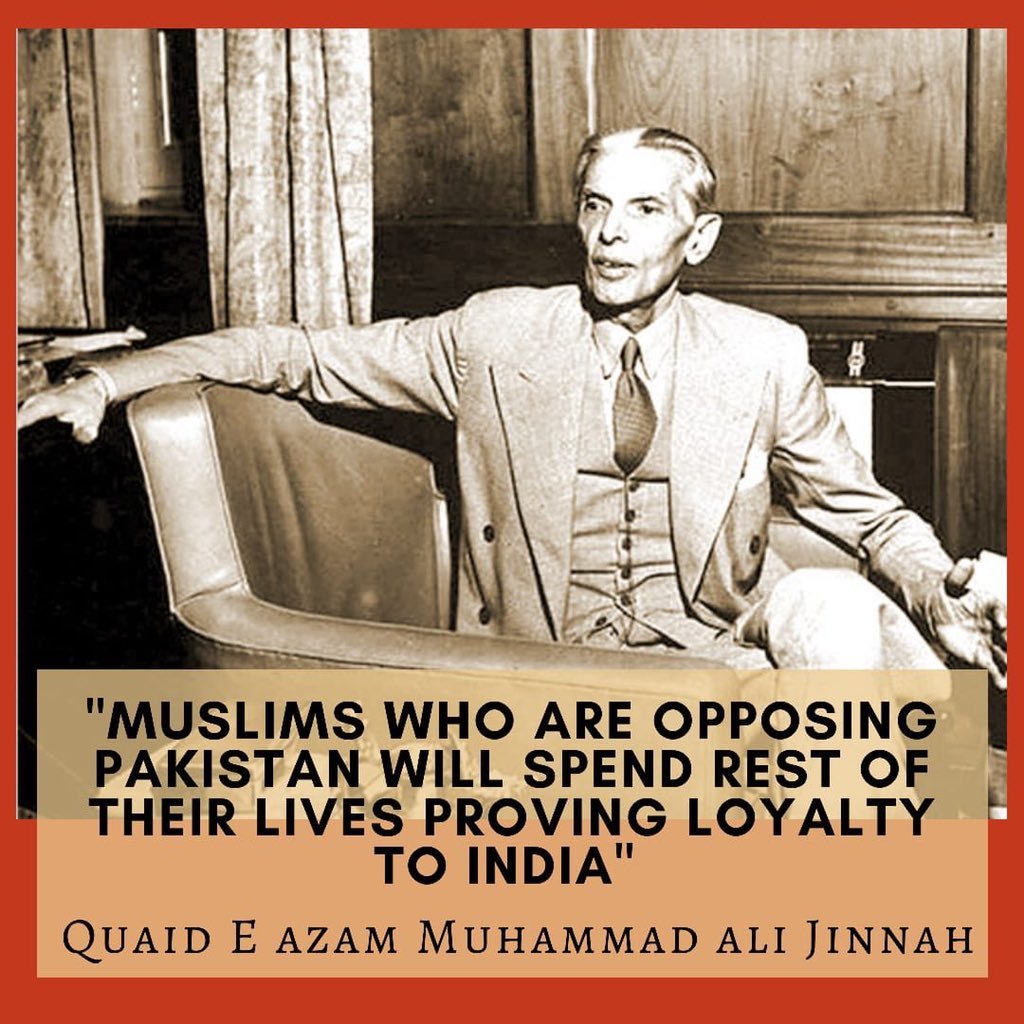 "MUSLIMS WHO ARE OPPOSING
PAKISTAN WILL SPEND REST OF
THEIR LIVES PROVING LOYALTY
TO INDIA"
QUAID E AZAM MUHAMMAD ALI JINNAH